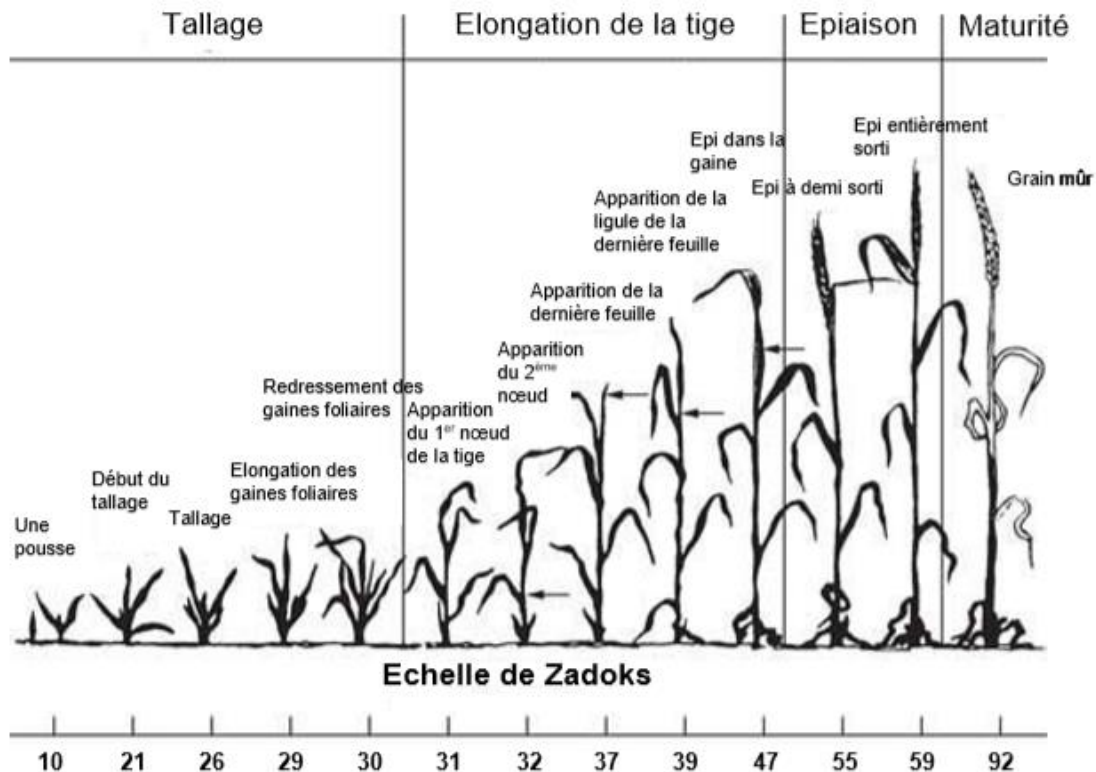 Tallage
Elongation de la tige
Epiaison
Maturité
Une
pousse
Début du
tallage
Tallage
Elongation des
gaines foliaires
Redressement des
gaines foliaires
Apparition
du 1er nœud
de la tige
Apparition
du 2ème
nœud
Apparition de la
dernière feuille
Apparition de la
ligule de la
dernière feuille
Epi dans la
gaine
Epi à demi sorti
Epi entièrement
sorti
Grain mûr
Echelle de Zadoks
10 21 26 29 30 31 32 37 39 47 55 59 92